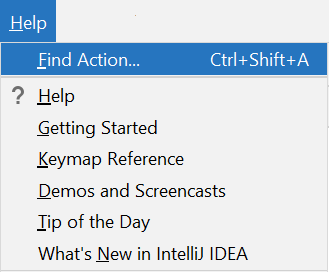 Help
Find Action... Ctrl+Shift+A
? Help
Getting Started
Keymap Reference
Demos and Screencasts
Tip of the Day
What's New in IntelliJ IDEA